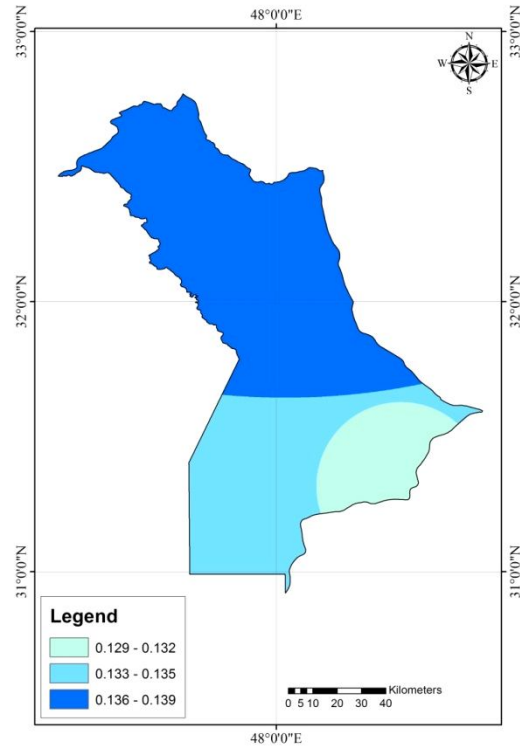 48°0'0"E
33°0'0"N
33°0'0"N
N
W
E
S
32°0'0"N
32°0'0"N
31°0'0"N
31°0'0"N
Legend
0.129 - 0.132
0.133 - 0.135
0.136 - 0.139
Kilometers
0 5 10 20 30 40
48°0'0"E